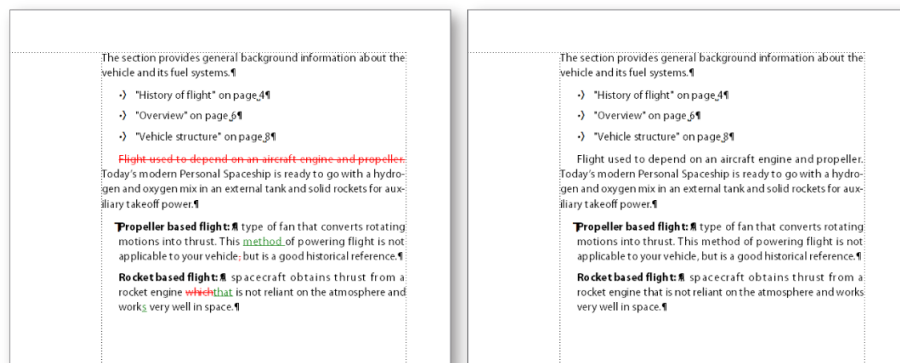 The section provides general background information about the
vehicle and its fuel systems.¶
•⟩ "History of flight" on page 4¶
•⟩ "Overview" on page 6¶
•⟩ "Vehicle structure" on page 8¶
Flight used to depend on an aircraft engine and propeller.
Today's modern Personal Spaceship is ready to go with a hydro-
gen and oxygen mix in an external tank and solid rockets for aux-
iliary takeoff power.¶
Propeller based flight: ¶ type of fan that converts rotating
motions into thrust. This method of powering flight is not
applicable to your vehicle, but is a good historical reference.¶
Rocket based flight: ¶ spacecraft obtains thrust from a
rocket engine whichthat is not reliant on the atmosphere and
works very well in space.¶
The section provides general background information about the
vehicle and its fuel systems.¶
•⟩ "History of flight" on page 4¶
•⟩ "Overview" on page 6¶
•⟩ "Vehicle structure" on page 8¶
Flight used to depend on an aircraft engine and propeller.
Today's modern Personal Spaceship is ready to go with a hydro-
gen and oxygen mix in an external tank and solid rockets for aux-
iliary takeoff power.¶
Propeller based flight: ¶ type of fan that converts rotating
motions into thrust. This method of powering flight is not
applicable to your vehicle, but is a good historical reference.¶
Rocket based flight: ¶ spacecraft obtains thrust from a
rocket engine that is not reliant on the atmosphere and works
very well in space.¶